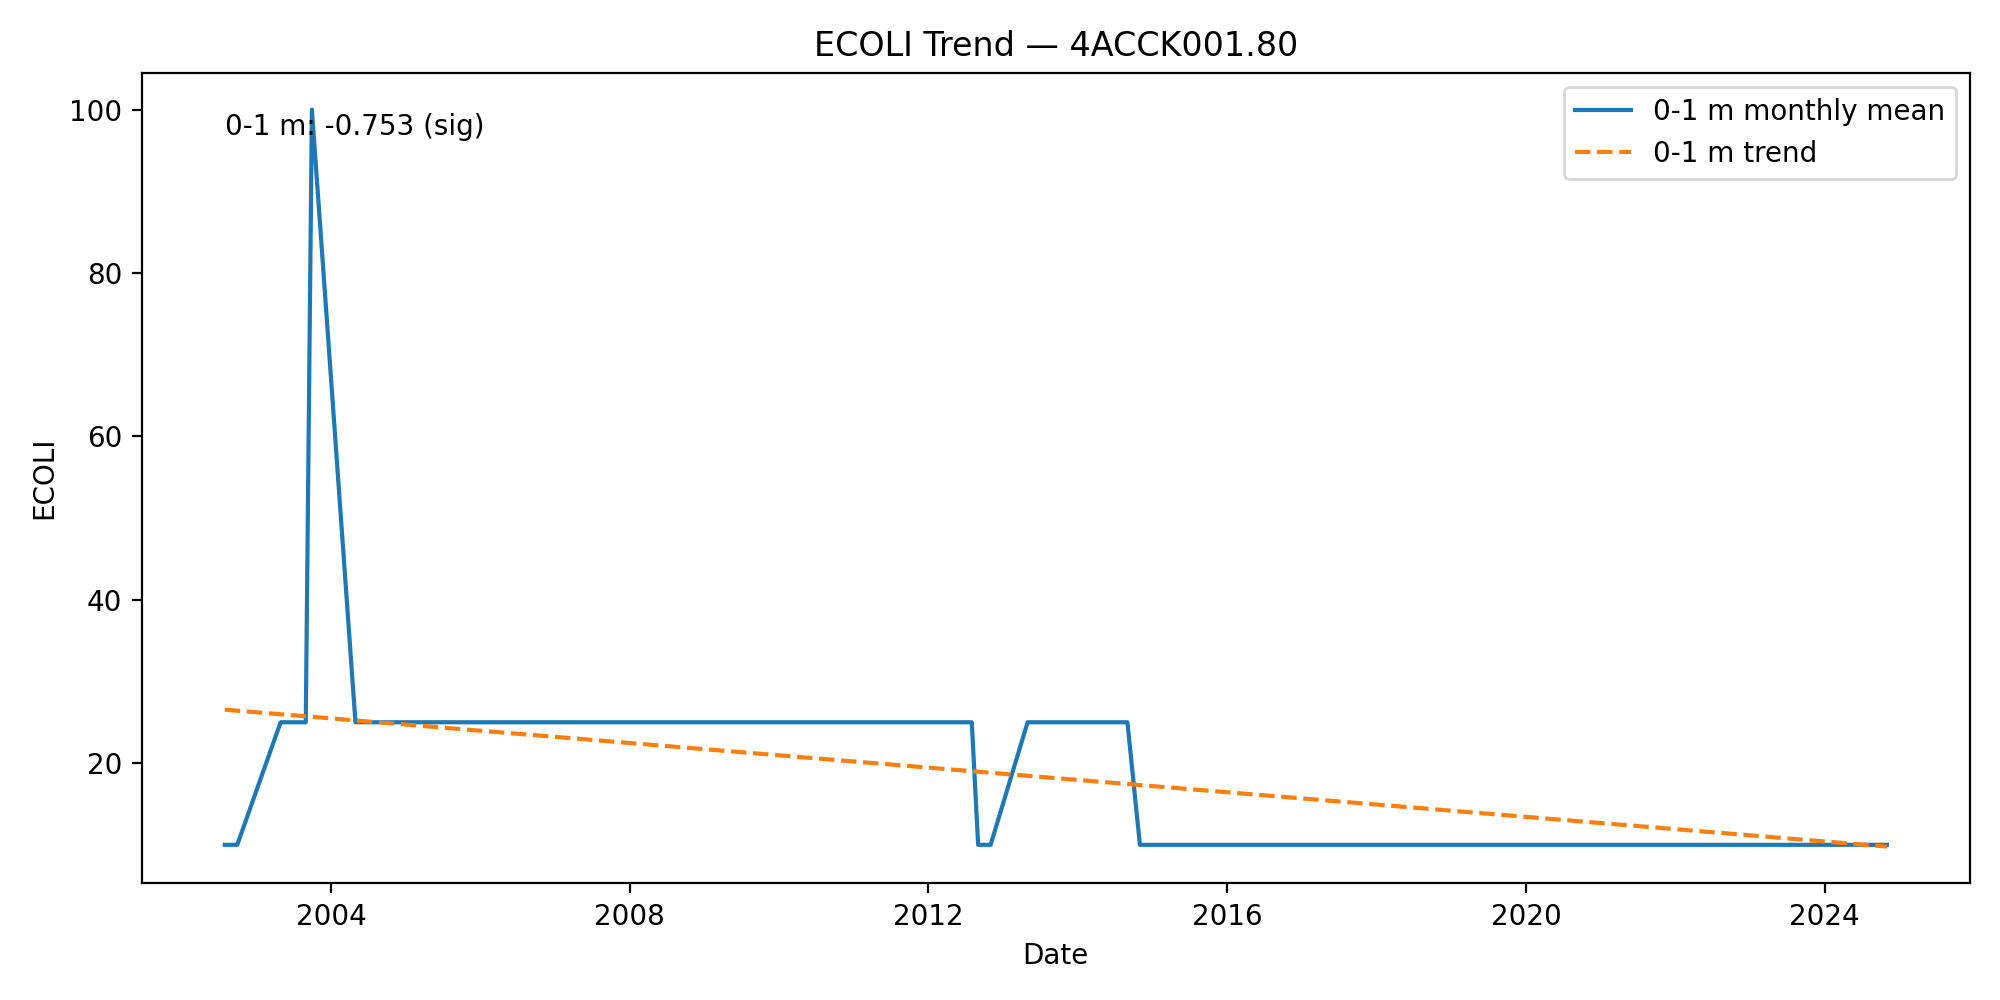 ECOLI Trend — 4ACCK001.80
0-1 m: -0.753 (sig)
0-1 m monthly mean
0-1 m trend
ECOLI
100
80
60
40
20
2004
2008
2012
2016
2020
2024
Date